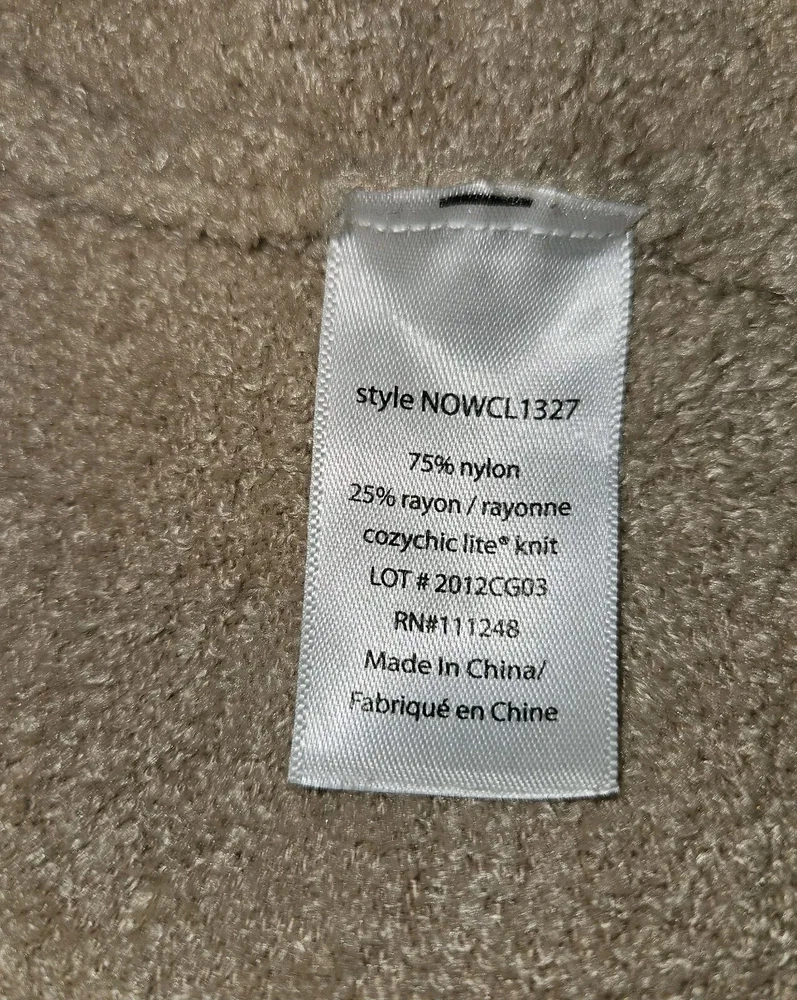 style NOWCL1327
75% nylon
25% rayon / rayonne
cozychic lite® knit
LOT # 2012CG03
RN#111248
Made In China/
Fabriqué en Chine